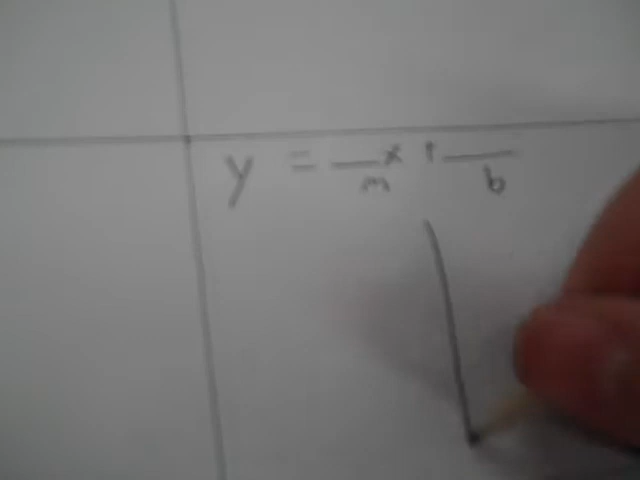 y = __x + __
m b